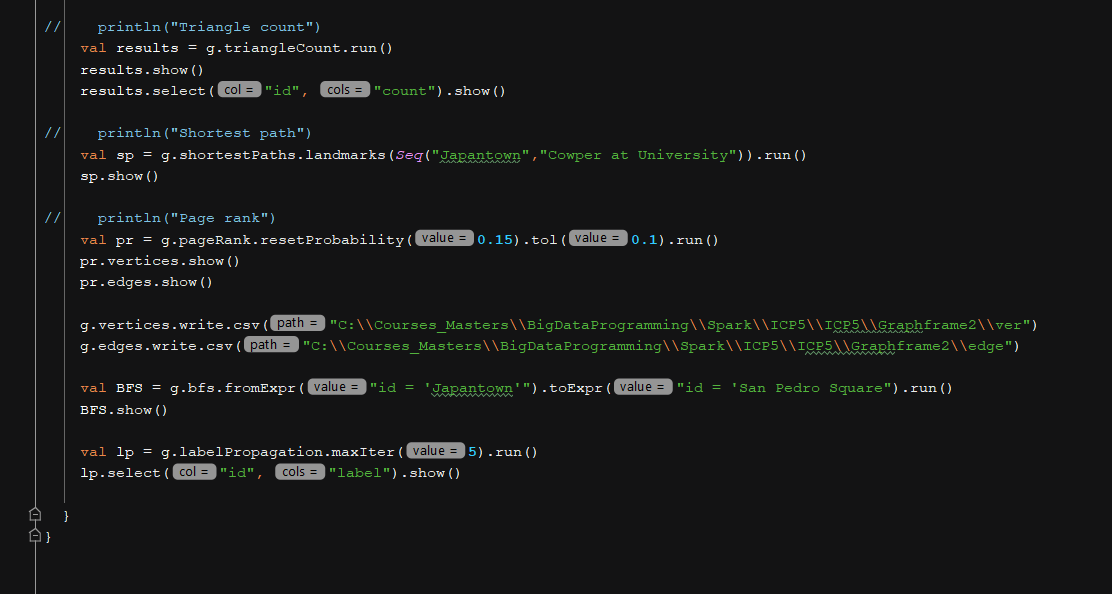 //    println("Triangle count")
val results = g.triangleCount.run()
results.show()
results.select( col = "id", cols = "count").show()
//    println("Shortest path")
val sp = g.shortestPaths.landmarks(Seq("Japantown","Cowper at University")).run()
sp.show()
//    println("Page rank")
val pr = g.pageRank.resetProbability( value = 0.15).tol( value = 0.1).run()
pr.vertices.show()
pr.edges.show()
g.vertices.write.csv( path = "C:\\Courses_Masters\\BigDataProgramming\\Spark\\ICP5\\ICP5\\Graphframe2\\ver")
g.edges.write.csv( path = "C:\\Courses_Masters\\BigDataProgramming\\Spark\\ICP5\\ICP5\\Graphframe2\\edge")
val BFS = g.bfs.fromExpr( value = "id = 'Japantown'").toExpr( value = "id = 'San Pedro Square").run()
BFS.show()
val lp = g.labelPropagation.maxIter( value = 5).run()
lp.select( col = "id", cols = "label").show()
}
}